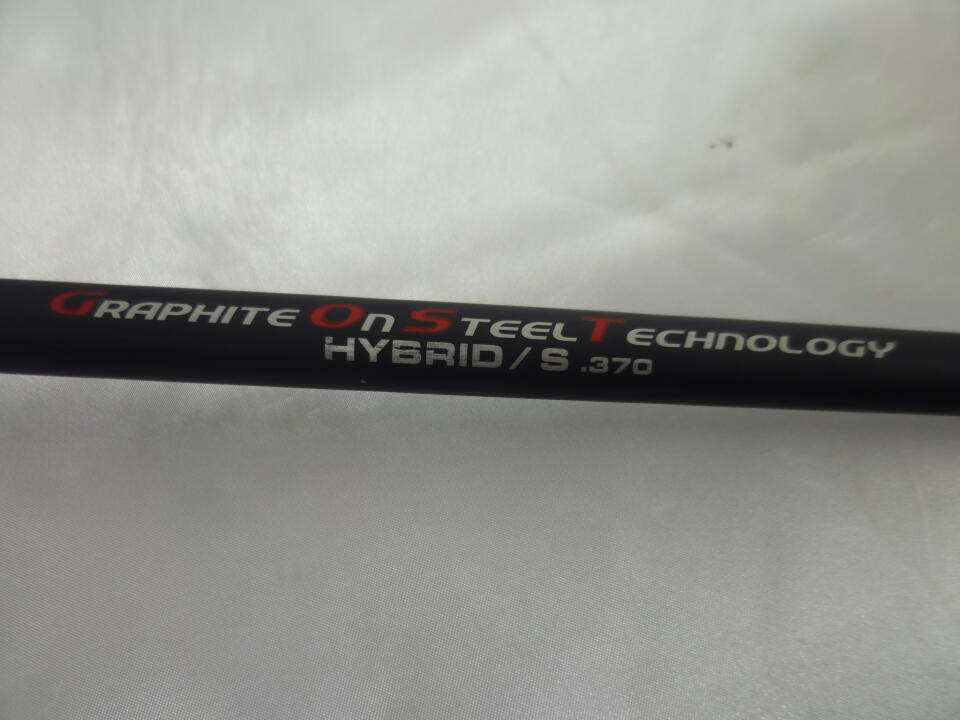 GRAPHITE On STEEL TECHNOLOGY
HYBRID / S .370